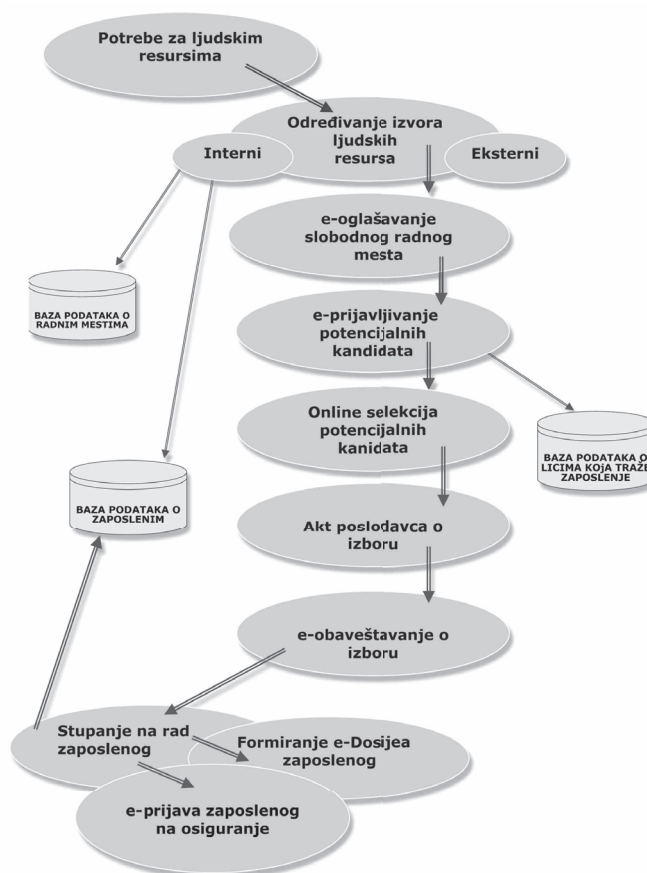 Potrebe za ljudskim
resursima
Određivanje izvora
ljudskih
resursa
Interni
Eksterni
e-oglašavanje
slobodnog radnog
mesta
BAZA PODATAKA O
RADNIM MESTIMA
e-prijavljivanje
potencijalnih
kandidata
Online selekcija
potencijalnih
kanidata
BAZA PODATAKA O
LICIMA KOJA TRAŽE
ZAPOSLENJE
BAZA PODATAKA O
ZAPOSLENIM
Akt poslodavca o
izboru
e-obaveštavanje o
izboru
Stupanje na rad
zaposlenog
Formiranje e-Dosijea
zaposlenog
e-prijava zaposlenog
na osiguranje